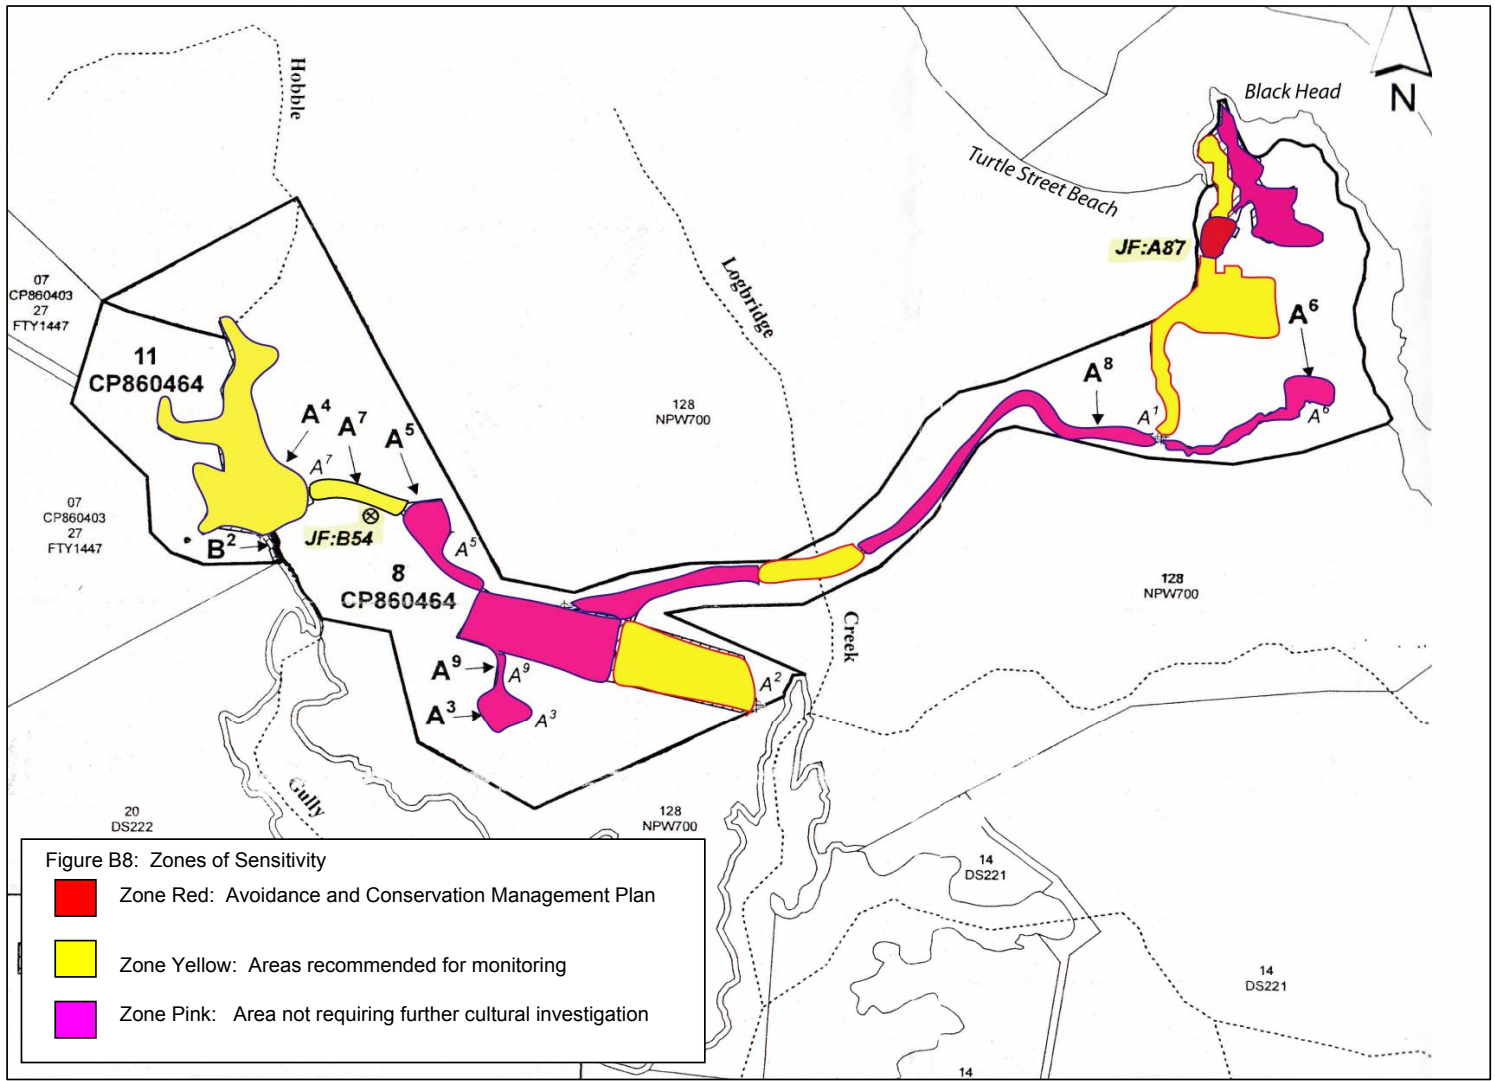 Black Head
N
Turtle Street Beach
JF:A87
Hobble
Logbridge
Creek
07
CP860403
27
FTY1447
11
CP860464
A4
A7
A5
A7
JF:B54
A5
B2
07
CP860403
27
FTY1447
8
CP860464
128
NPW700
A6
A8
A1
A6
128
NPW700
A9
A9
A3
A3
A2
Gully
20
DS222
128
NPW700
14
DS221
14
DS221
14
Figure B8: Zones of Sensitivity
Zone Red: Avoidance and Conservation Management Plan
Zone Yellow: Areas recommended for monitoring
Zone Pink: Area not requiring further cultural investigation